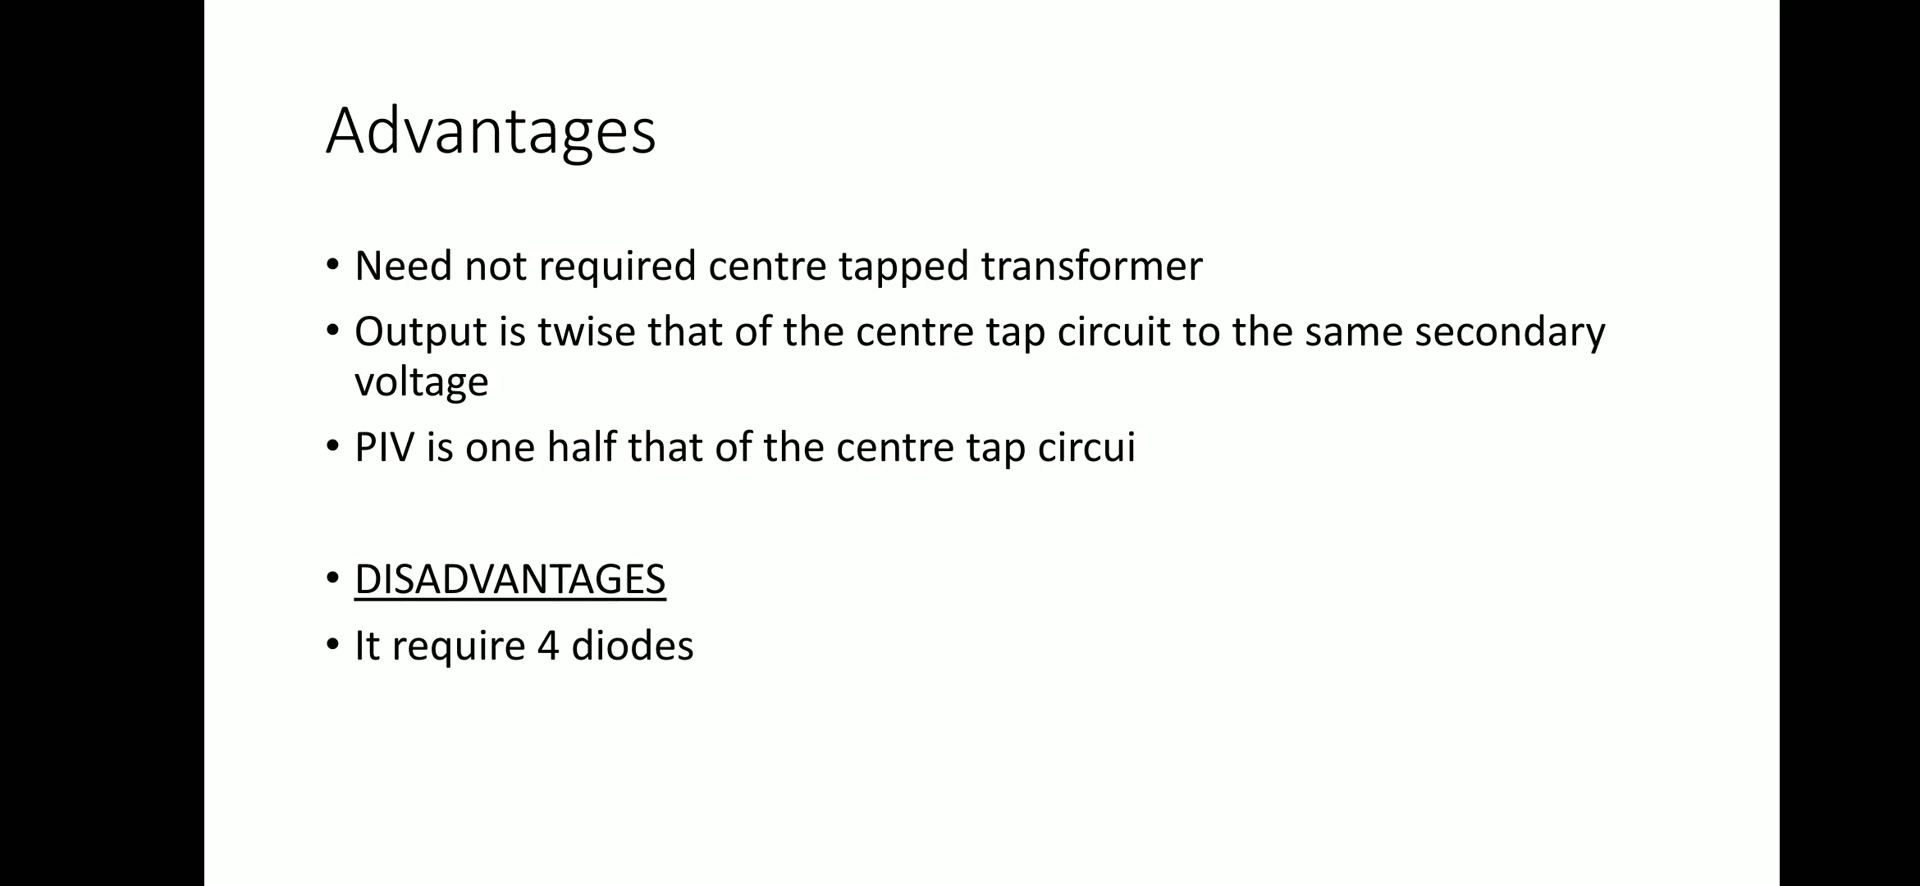 Advantages
• Need not required centre tapped transformer
• Output is twise that of the centre tap circuit to the same secondary
voltage
• PIV is one half that of the centre tap circui
• DISADVANTAGES
• It require 4 diodes